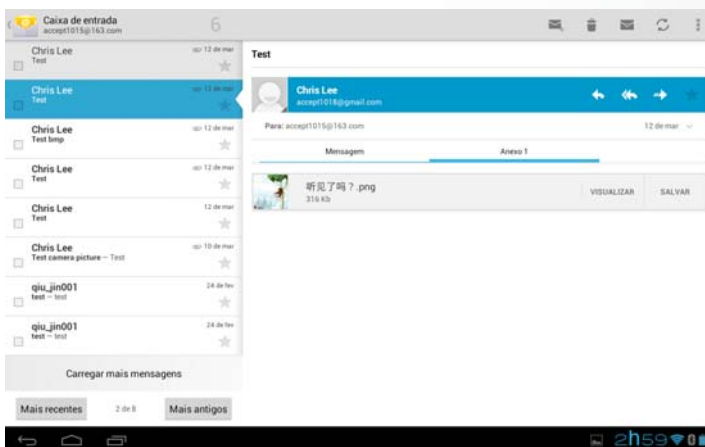 Caixa de entrada
accept1015@163.com
6
Chris Lee
12 de mar
Test
Chris Lee
12 de mar
Test
Chris Lee
12 de mar
Test bmp
Chris Lee
12 de mar
Test
Chris Lee
12 de mar
Test
Chris Lee
10 de mar
Test camera picture – Test
qiu_jin001
24 de fev
test – test
qiu_jin001
24 de fev
test – test
Carregar mais mensagens
Mais recentes
2 de 8
Mais antigos
Test
Chris Lee
accept1018@gmail.com
Para: accept1015@163.com
12 de mar
Mensagem
Anexo 1
听见了吗？.png
316 Kb
VISUALIZAR
SALVAR
2h59